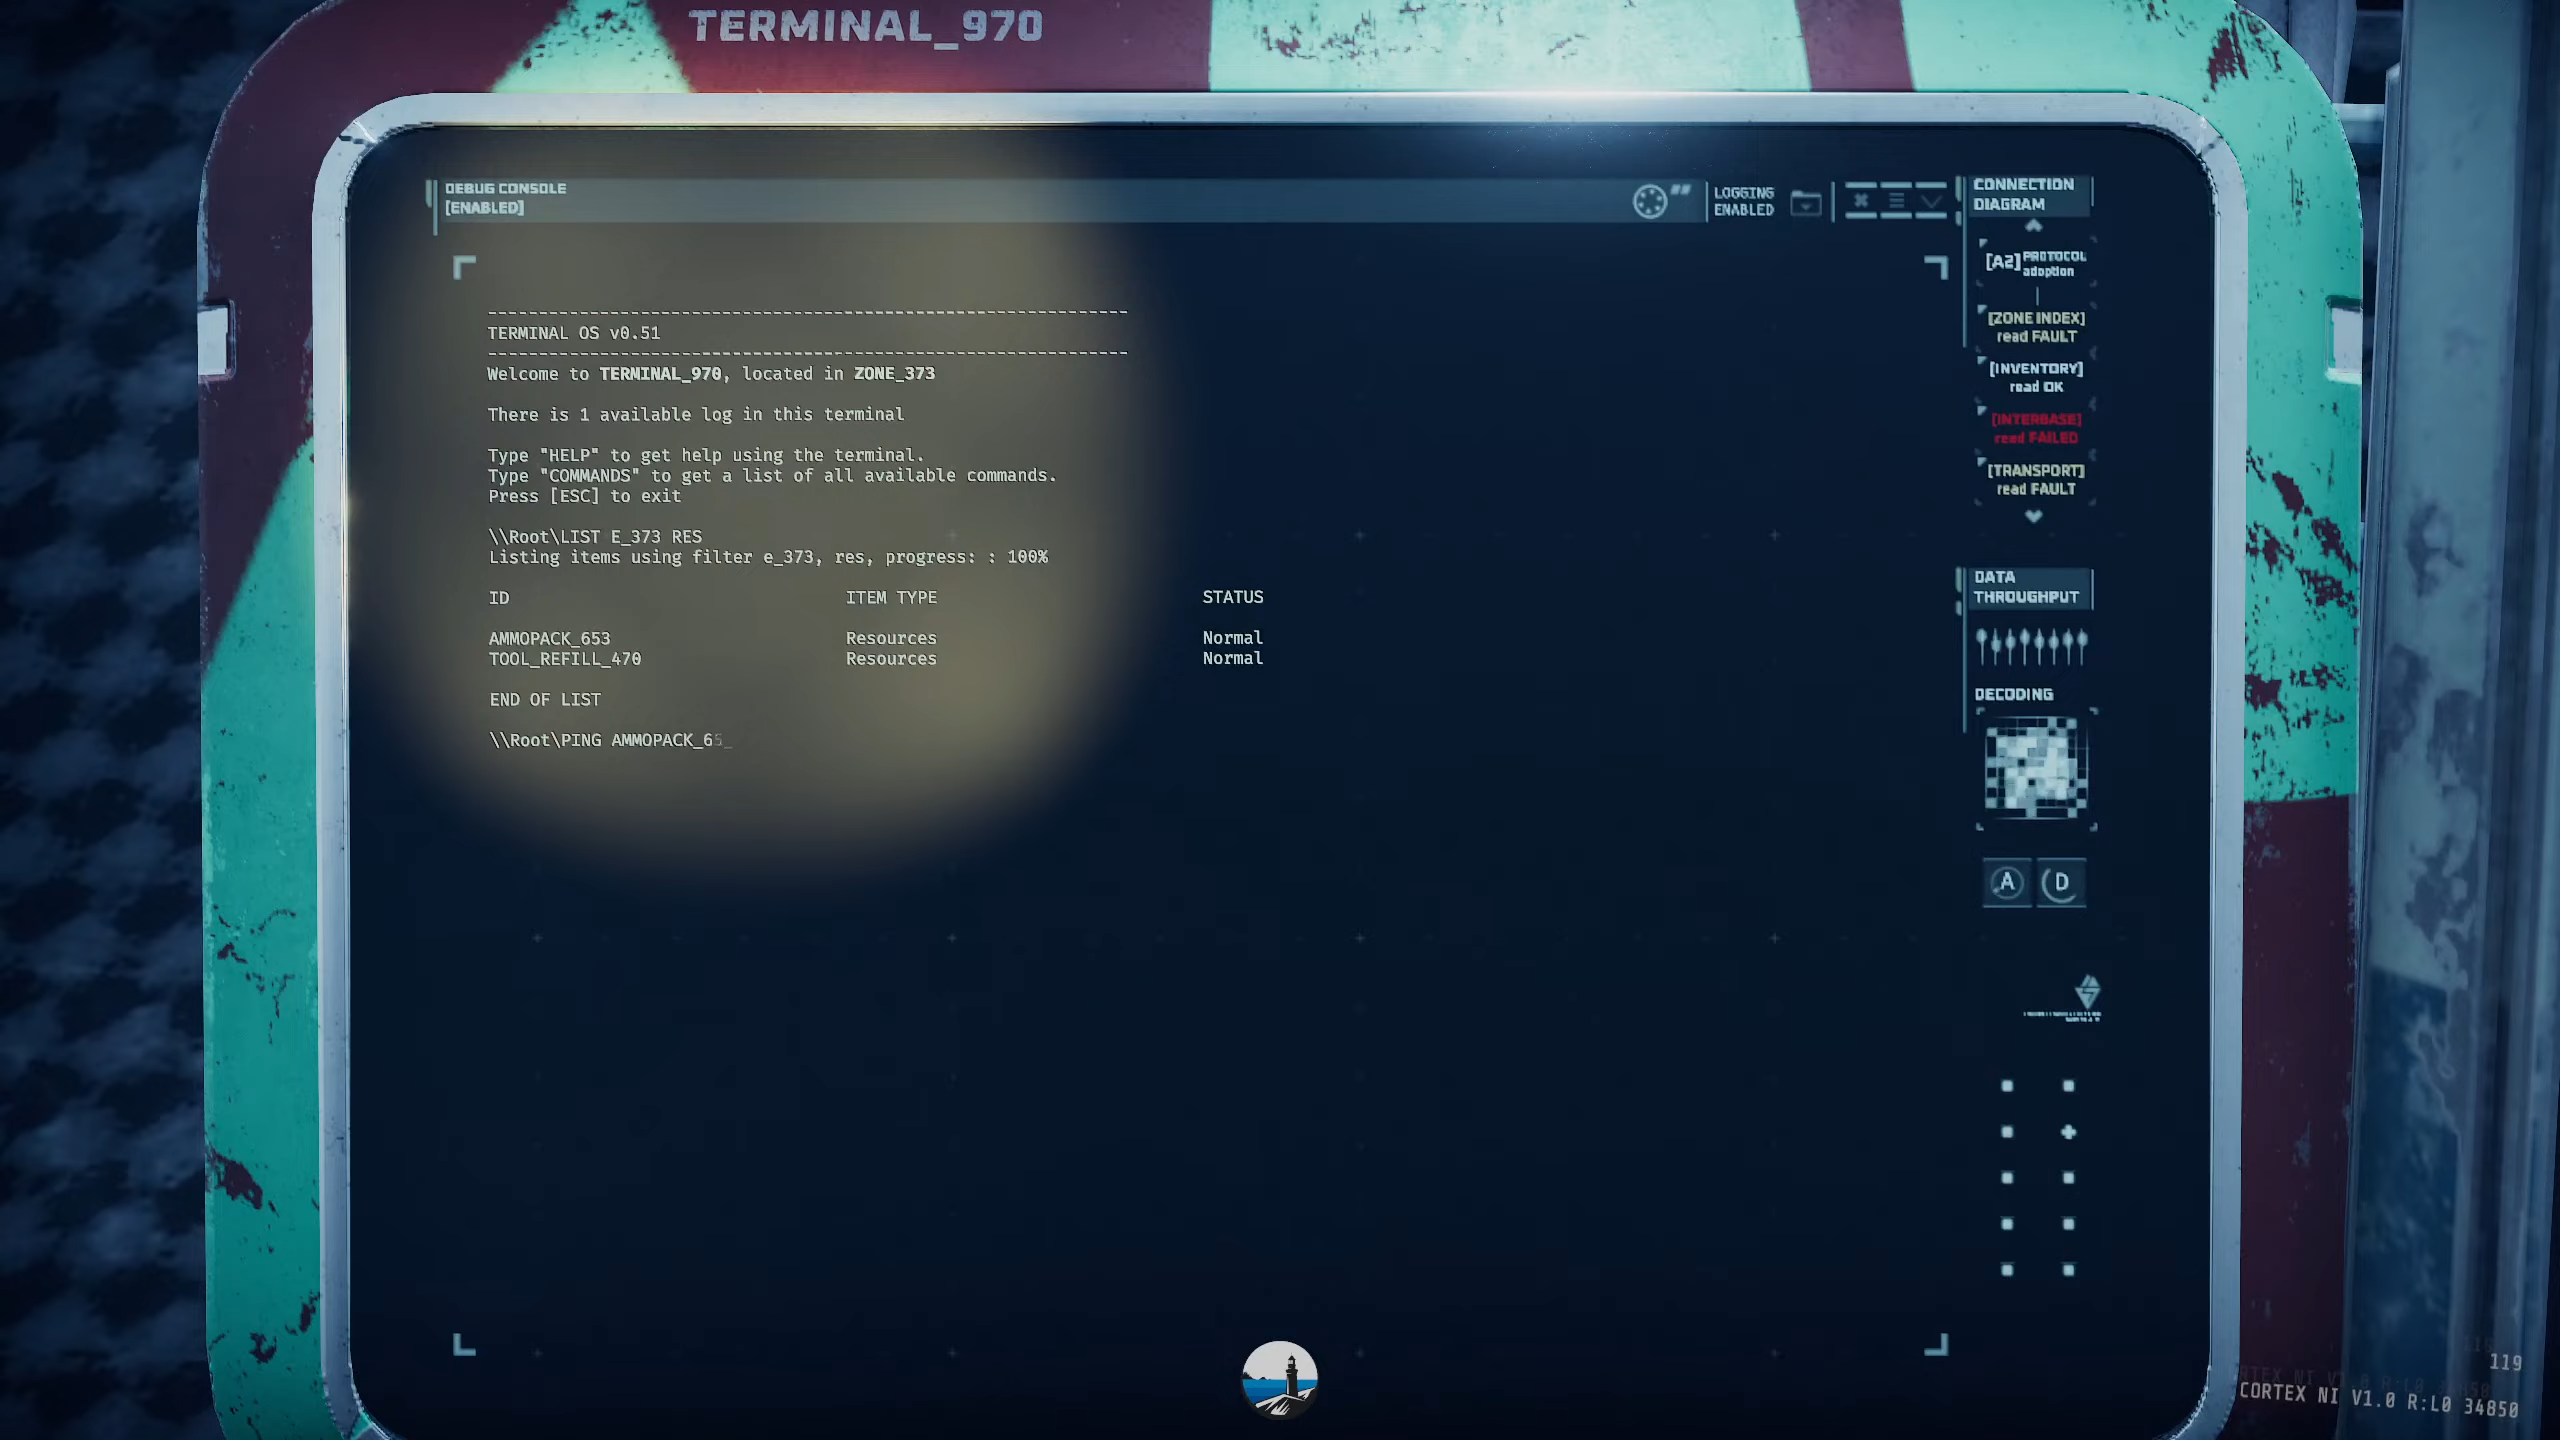 TERMINAL_970
DEBUG CONSOLE
[ENABLED]
LOGGING
ENABLED
CONNECTION
DIAGRAM
[A2] PROTOCOL
adoption
[ZONE INDEX]
read FAULT
[INVENTORY]
read OK
[INTERBASE]
read FAILED
[TRANSPORT]
read FAULT
DATA
THROUGHPUT
DECODING
A D
TERMINAL OS v0.51
Welcome to TERMINAL_970, located in ZONE_373
There is 1 available log in this terminal
Type "HELP" to get help using the terminal.
Type "COMMANDS" to get a list of all available commands.
Press [ESC] to exit
\\Root\LIST E_373 RES
Listing items using filter e_373, res, progress: : 100%
ID ITEM TYPE STATUS
AMMOPACK_653 Resources Normal
TOOL_REFILL_470 Resources Normal
END OF LIST
\\Root\PING AMMOPACK_65_
119
CORTEX NI V1.0 R:L0 34850